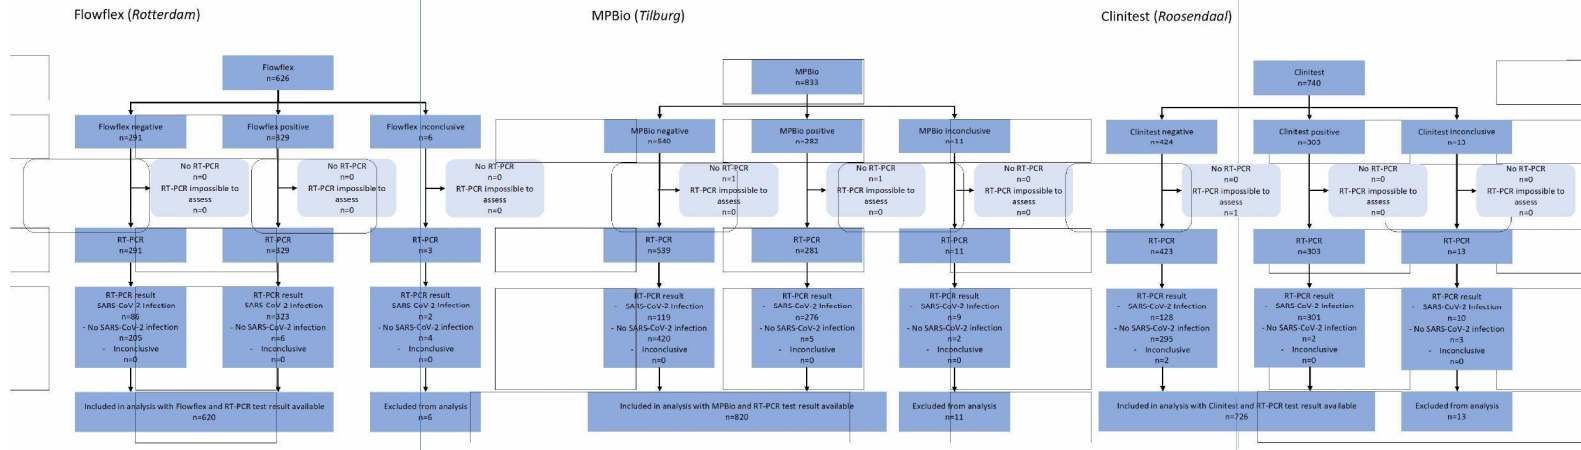 Flowflex (Rotterdam)
Flowflex
n=626
Flowflex negative
n=291
Flowflex positive
n=329
Flowflex inconclusive
n=6
No RT-PCR
n=0
RT-PCR impossible to
assess
n=0
No RT-PCR
n=0
RT-PCR impossible to
assess
n=0
No RT-PCR
n=0
RT-PCR impossible to
assess
n=0
RT-PCR
n=291
RT-PCR
n=329
RT-PCR
n=3
RT-PCR result
SARS-CoV-2 Infection
n=86
- No SARS-CoV-2 infection
n=205
- Inconclusive
n=0
RT-PCR result
SARS-CoV-2 Infection
n=323
- No SARS-CoV-2 infection
n=6
- Inconclusive
n=0
RT-PCR result
SARS-CoV-2 Infection
n=2
- No SARS-CoV-2 infection
n=4
- Inconclusive
n=0
Included in analysis with Flowflex and RT-PCR test result available
n=620
Excluded from analysis
n=6
MPBio (Tilburg)
MPBio
n=833
MPBio negative
n=540
MPBio positive
n=282
MPBio inconclusive
n=11
No RT-PCR
n=1
RT-PCR impossible to
assess
n=0
No RT-PCR
n=1
RT-PCR impossible to
assess
n=0
No RT-PCR
n=0
RT-PCR impossible to
assess
n=0
RT-PCR
n=539
RT-PCR
n=281
RT-PCR
n=11
RT-PCR result
- SARS-CoV-2 Infection
n=119
- No SARS-CoV-2 infection
n=420
- Inconclusive
n=0
RT-PCR result
- SARS-CoV-2 Infection
n=276
- No SARS-CoV-2 infection
n=5
- Inconclusive
n=0
RT-PCR result
- SARS-CoV-2 Infection
n=9
- No SARS-CoV-2 infection
n=2
- Inconclusive
n=0
Included in analysis with MPBio and RT-PCR test result available
n=820
Excluded from analysis
n=11
Clinitest (Roosendaal)
Clinitest
n=740
Clinitest negative
n=424
Clinitest positive
n=303
Clinitest inconclusive
n=13
No RT-PCR
n=0
RT-PCR impossible to
assess
n=1
No RT-PCR
n=0
RT-PCR impossible to
assess
n=0
No RT-PCR
n=0
RT-PCR impossible to
assess
n=0
RT-PCR
n=423
RT-PCR
n=303
RT-PCR
n=13
RT-PCR result
- SARS-CoV-2 Infection
n=128
- No SARS-CoV-2 infection
n=295
- Inconclusive
n=2
RT-PCR result
- SARS-CoV-2 Infection
n=301
- No SARS-CoV-2 infection
n=2
- Inconclusive
n=0
RT-PCR result
- SARS-CoV-2 Infection
n=10
- No SARS-CoV-2 infection
n=3
- Inconclusive
n=0
Included in analysis with Clinitest and RT-PCR test result available
n=726
Excluded from analysis
n=13